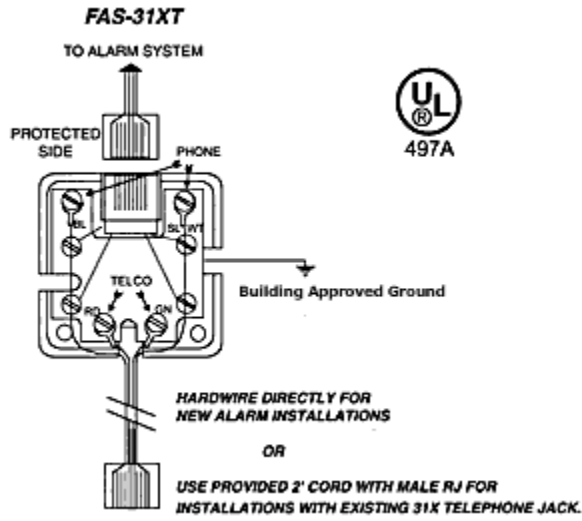 FAS-31XT
TO ALARM SYSTEM
UL
®
497A
PROTECTED
SIDE
PHONE
BL
SL WT
TELCO
Building Approved Ground
RD
GN
HARDWIRE DIRECTLY FOR
NEW ALARM INSTALLATIONS
OR
USE PROVIDED 2' CORD WITH MALE RJ FOR
INSTALLATIONS WITH EXISTING 31X TELEPHONE JACK.